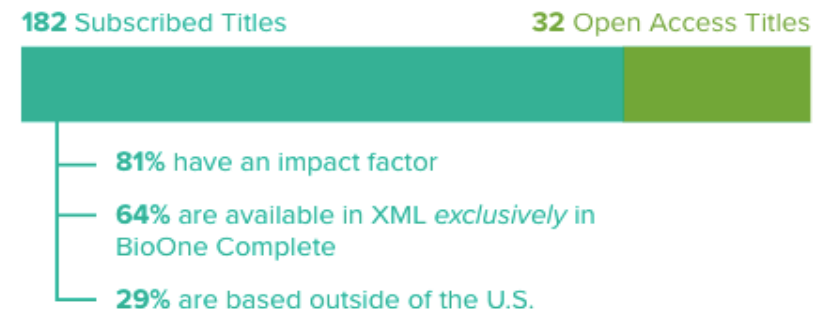 182 Subscribed Titles
32 Open Access Titles
81% have an impact factor
64% are available in XML exclusively in
BioOne Complete
29% are based outside of the U.S.